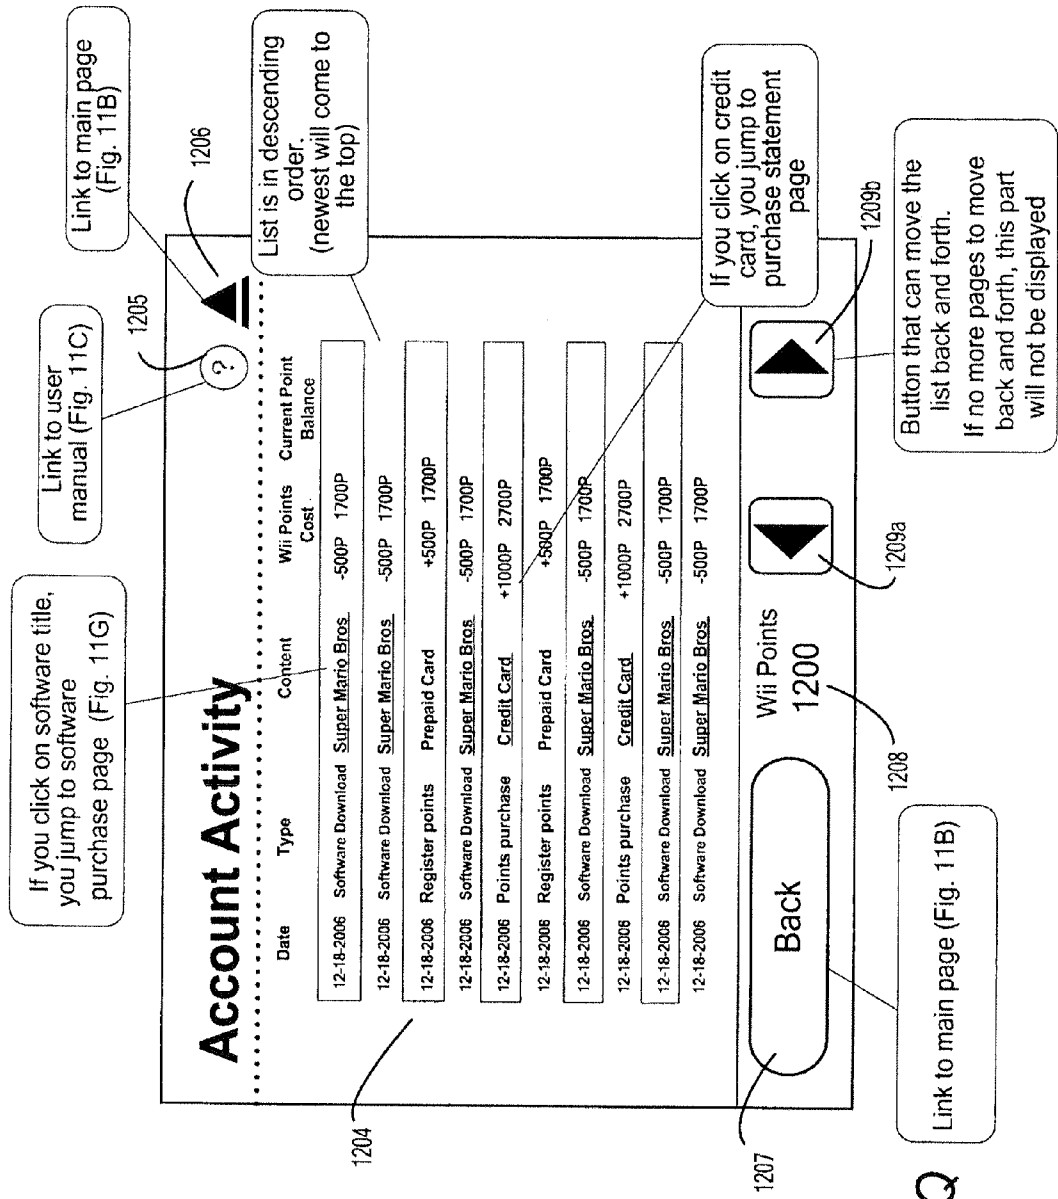 If you click on software title,
you jump to software
purchase page (Fig. 11G)
Link to user
manual (Fig. 11C)
Link to main page
(Fig. 11B)
1205
1206
Account Activity
?
List is in descending
order.
(newest will come to
the top)
Date Type Content Wii Points Cost Current Point Balance
12-18-2006 Software Download Super Mario Bros -500P 1700P
12-18-2006 Software Download Super Mario Bros -500P 1700P
12-18-2006 Register points Prepaid Card +500P 1700P
12-18-2006 Software Download Super Mario Bros -500P 1700P
12-18-2006 Points purchase Credit Card +1000P 2700P
12-18-2006 Register points Prepaid Card +500P 1700P
12-18-2006 Software Download Super Mario Bros -500P 1700P
12-18-2006 Points purchase Credit Card +1000P 2700P
12-18-2006 Software Download Super Mario Bros -500P 1700P
12-18-2006 Software Download Super Mario Bros -500P 1700P
1204
If you click on credit
card, you jump to
purchase statement
page
Back
Wii Points
1200
1207
1208
1209a
1209b
Link to main page (Fig. 11B)
Button that can move the
list back and forth.
If no more pages to move
back and forth, this part
will not be displayed
Q